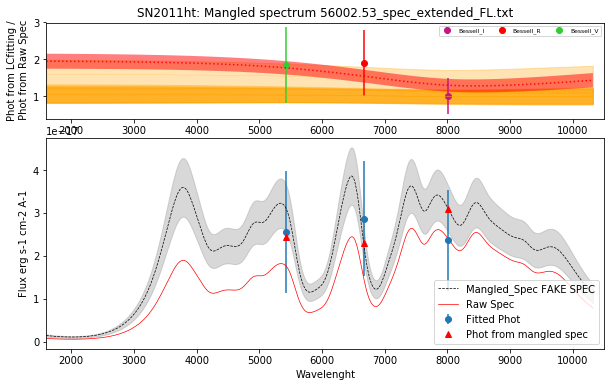 SN2011ht: Mangled spectrum 56002.53_spec_extended_FL.txt
Phot from LCfitting /
Phot from Raw Spec
3
2
1
Bessell_I
Bessell_R
Bessell_V
2000
3000
4000
5000
6000
7000
8000
9000
10000
Flux erg s-1 cm-2 A-1
4
3
2
1
0
Mangled_Spec FAKE SPEC
Raw Spec
Fitted Phot
Phot from mangled spec
2000
3000
4000
5000
6000
7000
8000
9000
10000
Wavelenght